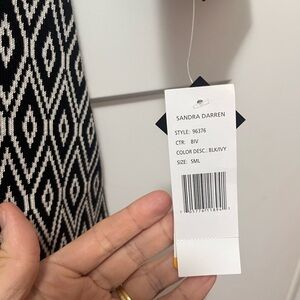 SANDRA DARREN
STYLE: 96376
CTR: BIV
COLOR DESC.: BLK/IVY
SIZE: SML